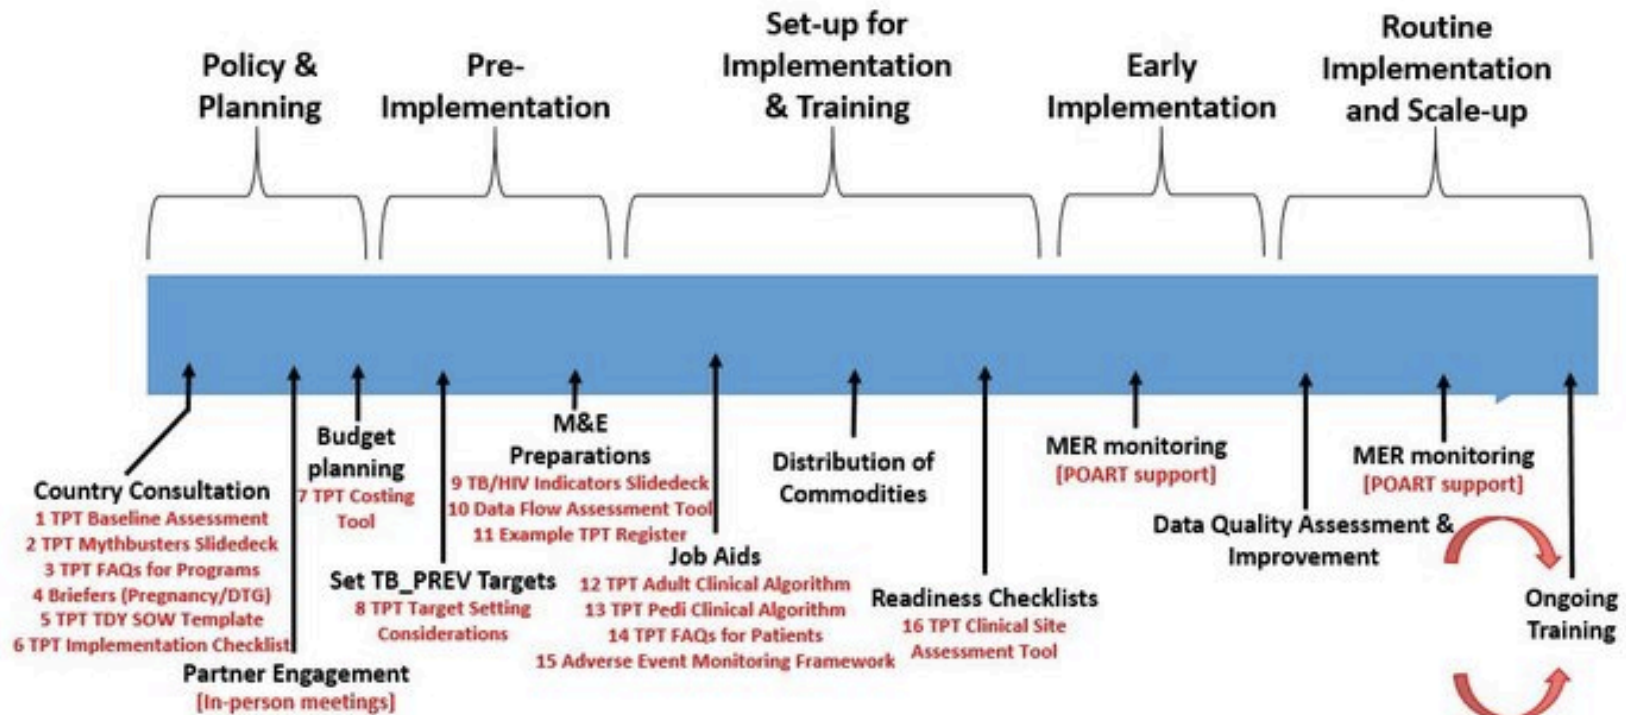 Policy &
Planning
Pre-
Implementation
Set-up for
Implementation
& Training
Early
Implementation
Routine
Implementation
and Scale-up
Country Consultation
1 TPT Baseline Assessment
2 TPT Mythbusters Slidedeck
3 TPT FAQs for Programs
4 Briefers (Pregnancy/DTG)
5 TPT TDY SOW Template
6 TPT Implementation Checklist
Partner Engagement
[In-person meetings]
Budget
planning
7 TPT Costing
Tool
Set TB_PREV Targets
8 TPT Target Setting
Considerations
M&E
Preparations
9 TB/HIV Indicators Slidedeck
10 Data Flow Assessment Tool
11 Example TPT Register
Job Aids
12 TPT Adult Clinical Algorithm
13 TPT Pedi Clinical Algorithm
14 TPT FAQs for Patients
15 Adverse Event Monitoring Framework
Distribution of
Commodities
Readiness Checklists
16 TPT Clinical Site
Assessment Tool
MER monitoring
[POART support]
Data Quality Assessment &
Improvement
MER monitoring
[POART support]
Ongoing
Training